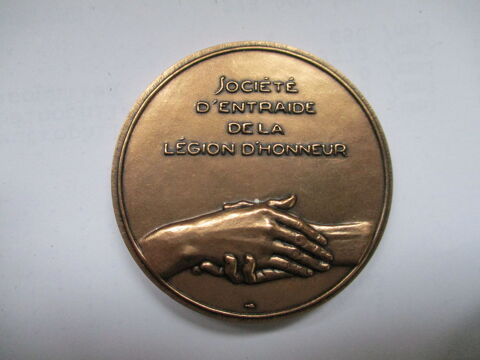 SOCIÉTÉ
D'ENTRAIDE
DE LA
LÉGION D'HONNEUR